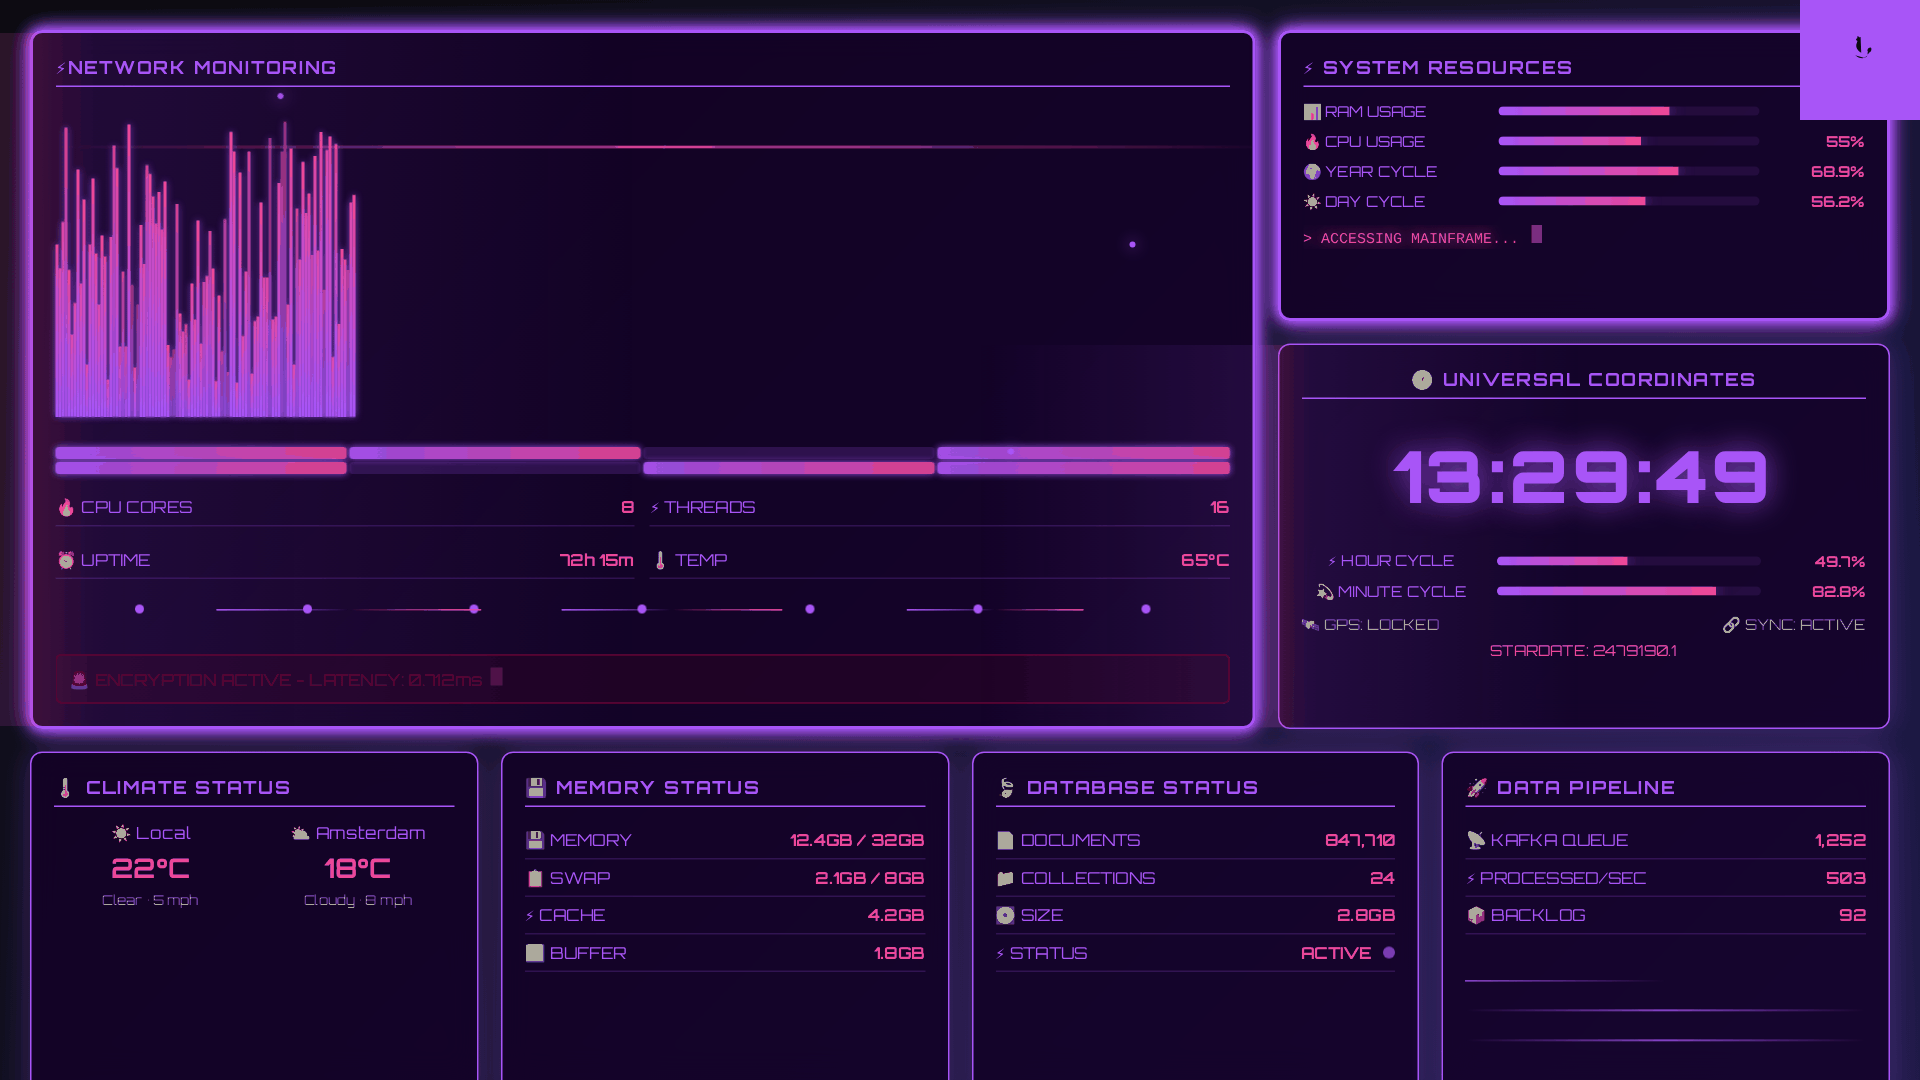 ⚡NETWORK MONITORING
CPU CORES 8
⚡ THREADS 16
UPTIME 72h 15m
TEMP 65°C
ENCRYPTION ACTIVE - LATENCY: 0.712ms
⚡ SYSTEM RESOURCES
RAM USAGE
CPU USAGE 55%
YEAR CYCLE 68.9%
DAY CYCLE 56.2%
> ACCESSING MAINFRAME...
UNIVERSAL COORDINATES
13:29:49
⚡ HOUR CYCLE 49.7%
MINUTE CYCLE 82.8%
GPS: LOCKED SYNC: ACTIVE
STARDATE: 2479190.1
CLIMATE STATUS
Local
22°C
Clear · 5 mph
Amsterdam
18°C
Cloudy · 8 mph
MEMORY STATUS
MEMORY 12.4GB / 32GB
SWAP 2.1GB / 8GB
⚡ CACHE 4.2GB
BUFFER 1.8GB
DATABASE STATUS
DOCUMENTS 847,710
COLLECTIONS 24
SIZE 2.8GB
⚡ STATUS ACTIVE
DATA PIPELINE
KAFKA QUEUE 1,252
⚡ PROCESSED/SEC 503
BACKLOG 92